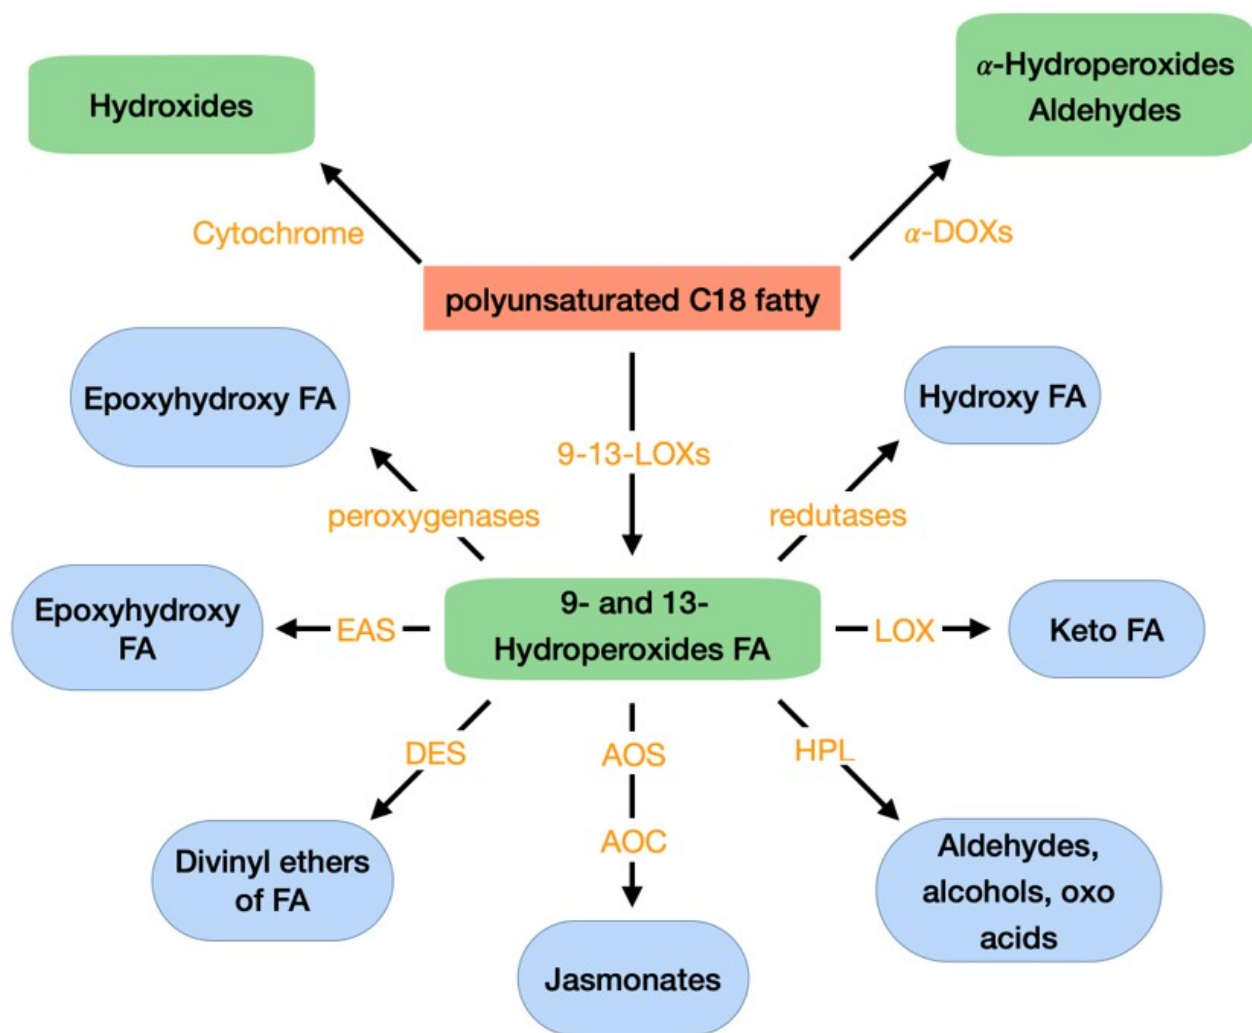 Hydroxides
α-Hydroperoxides
Aldehydes
Cytochrome
α-DOXs
polyunsaturated C18 fatty
Epoxyhydroxy FA
Hydroxy FA
9-13-LOXs
peroxygenases
redutases
Epoxyhydroxy
FA
EAS
9- and 13-
Hydroperoxides FA
LOX
Keto FA
DES
AOS
HPL
AOC
Divinyl ethers
of FA
Aldehydes,
alcohols, oxo
acids
Jasmonates